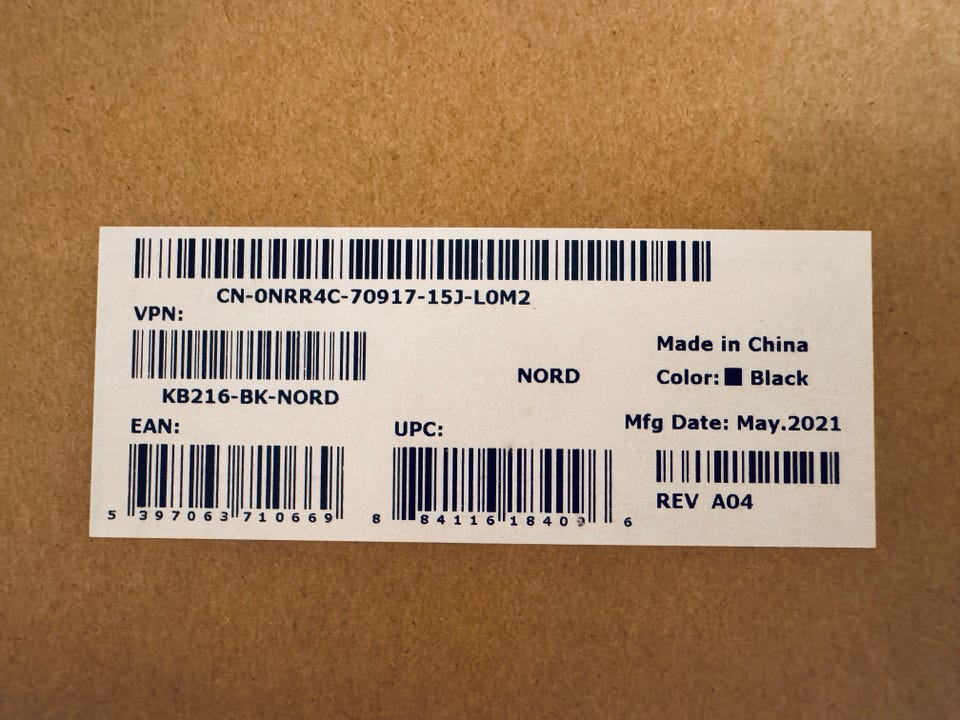 CN-0NRR4C-70917-15J-L0M2
VPN:
KB216-BK-NORD
NORD
Made in China
Color: Black
EAN:
5 397063 710669
UPC:
8 84116 18409 6
Mfg Date: May.2021
REV A04